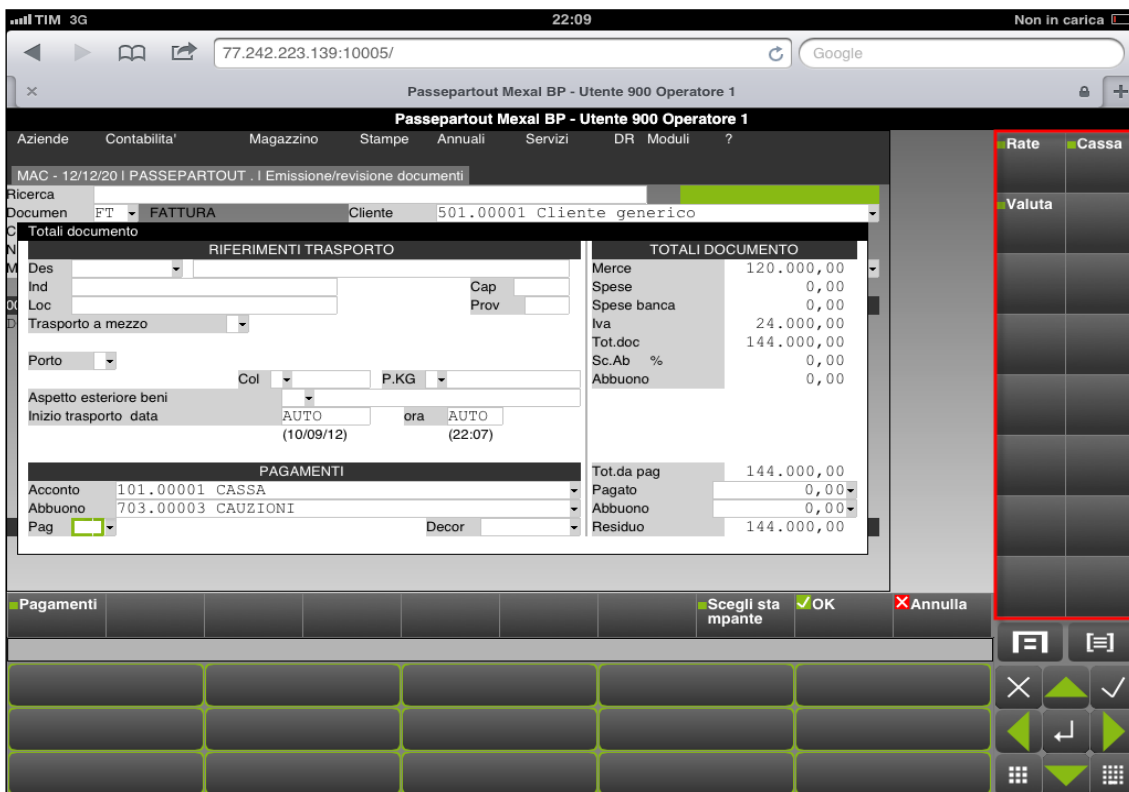 TIM 3G 22:09 Non in carica
77.242.223.139:10005/ Google
Passepartout Mexal BP - Utente 900 Operatore 1
Passepartout Mexal BP - Utente 900 Operatore 1
Aziende Contabilita' Magazzino Stampe Annuali Servizi DR Moduli ?
Rate Cassa
MAC - 12/12/20 I PASSEPARTOUT . I Emissione/revisione documenti
Ricerca
Valuta
Documen FT FATTURA Cliente 501.00001 Cliente generico
Totali documento
RIFERIMENTI TRASPORTO TOTALI DOCUMENTO
Des Merce 120.000,00
Ind Cap Spese 0,00
Loc Prov Spese banca 0,00
Trasporto a mezzo Iva 24.000,00
Tot.doc 144.000,00
Porto Sc.Ab % 0,00
Col P.KG Abbuono 0,00
Aspetto esteriore beni
Inizio trasporto data AUTO ora AUTO
(10/09/12) (22:07)
PAGAMENTI Tot.da pag 144.000,00
Acconto 101.00001 CASSA Pagato 0,00
Abbuono 703.00003 CAUZIONI Abbuono 0,00
Pag Decor Residuo 144.000,00
Pagamenti Scegli sta OK Annulla
mpante